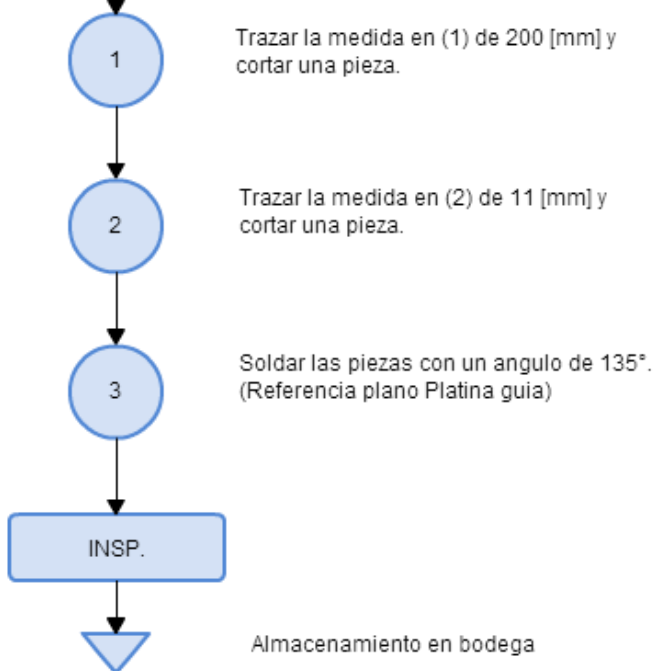 1
Trazar la medida en (1) de 200 [mm] y
cortar una pieza.
2
Trazar la medida en (2) de 11 [mm] y
cortar una pieza.
3
Soldar las piezas con un angulo de 135°.
(Referencia plano Platina guia)
INSP.
Almacenamiento en bodega